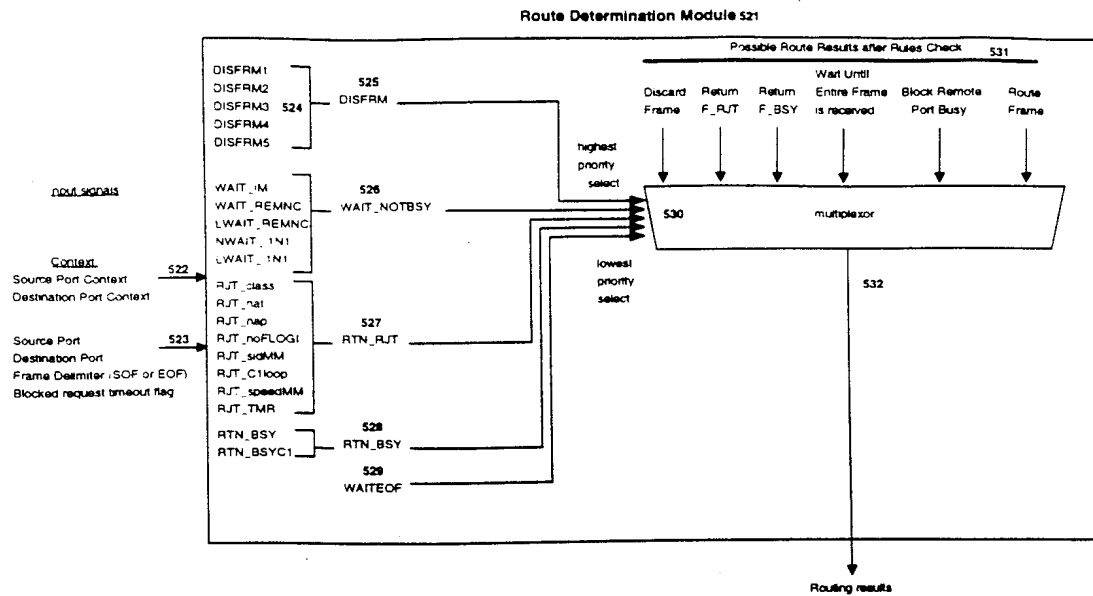 Route Determination Module 521
Possible Route Results after Rules Check 531
Discard Frame
Return F_RJT
Return F_BSY
Wait Until Entire Frame is received
Block Remote Port Busy
Route Frame
DISFRM1
DISFRM2
DISFRM3
DISFRM4
DISFRM5
524
525
DISFRM
highest priority select
Input signals
WAIT_IM
WAIT_REMNC
LWAIT_REMNC
NWAIT_1N1
LWAIT_1N1
526
WAIT_NOTBSY
530
multiplexor
lowest priority select
532
Context
522
Source Port Context
Destination Port Context
RJT_class
RJT_nat
RJT_nap
RJT_noFLOGI
RJT_sidMM
RJT_C1loop
RJT_speedMM
RJT_TMR
527
RTN_RJT
523
Source Port
Destination Port
Frame Delimiter (SOF or EOF)
Blocked request timeout flag
RTN_BSY
RTN_BSYC1
528
RTN_BSY
529
WAITEOF
Routing results